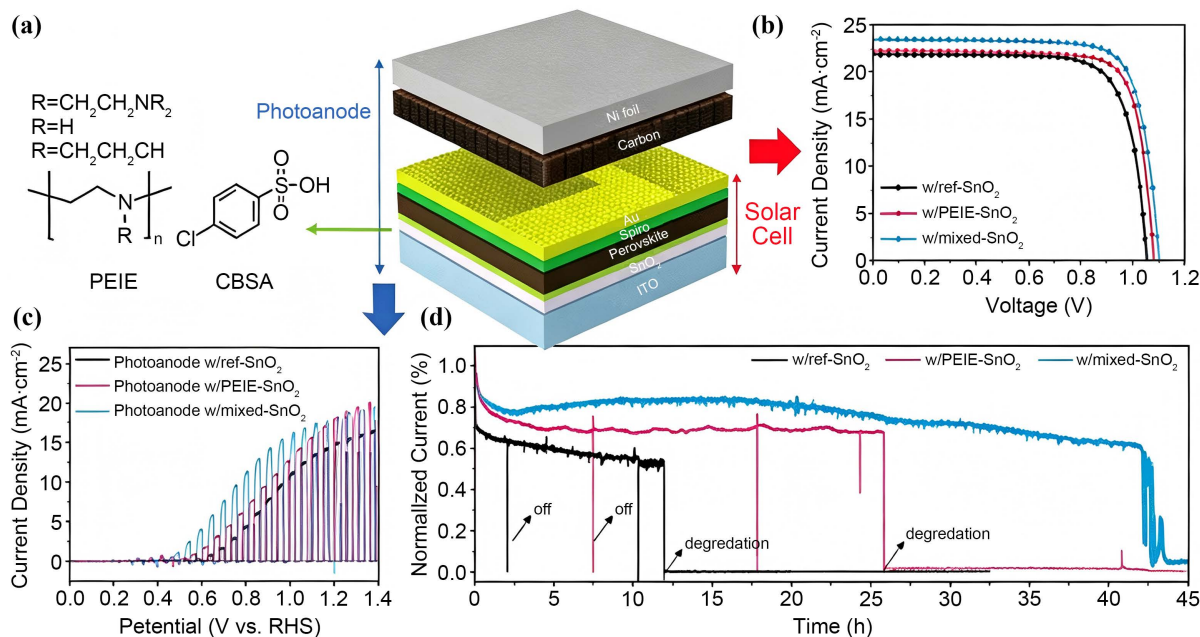 (a)
R=CH₂CH₂NR₂
R=H
R=CH₂CH₂CH
N
R
n
PEIE
O
S
OH
O
Cl
CBSA
Photoanode
Ni foil
Carbon
Au
Spiro
Perovskite
SnO₂
ITO
Solar
Cell
(b)
Current Density (mA·cm⁻²)
25
20
15
10
5
0
w/ref-SnO₂
w/PEIE-SnO₂
w/mixed-SnO₂
0.0 0.2 0.4 0.6 0.8 1.0 1.2
Voltage (V)
(c)
Current Density (mA·cm⁻²)
25
20
15
10
5
0
Photoanode w/ref-SnO₂
Photoanode w/PEIE-SnO₂
Photoanode w/mixed-SnO₂
0.0 0.2 0.4 0.6 0.8 1.0 1.2 1.4
Petential (V vs. RHS)
(d)
Normalized Current (%)
1.0
0.8
0.6
0.4
0.2
0.0
w/ref-SnO₂ w/PEIE-SnO₂ w/mixed-SnO₂
off
off
degredation
degredation
0 5 10 15 20 25 30 35 40 45
Time (h)